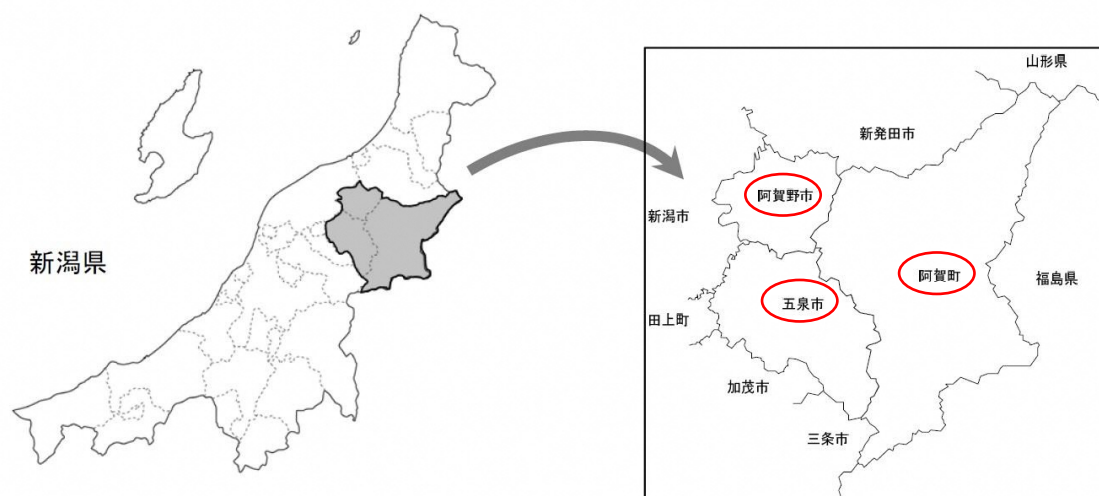 新潟県
山形県
新発田市
阿賀野市
新潟市
阿賀町
福島県
五泉市
田上町
加茂市
三条市